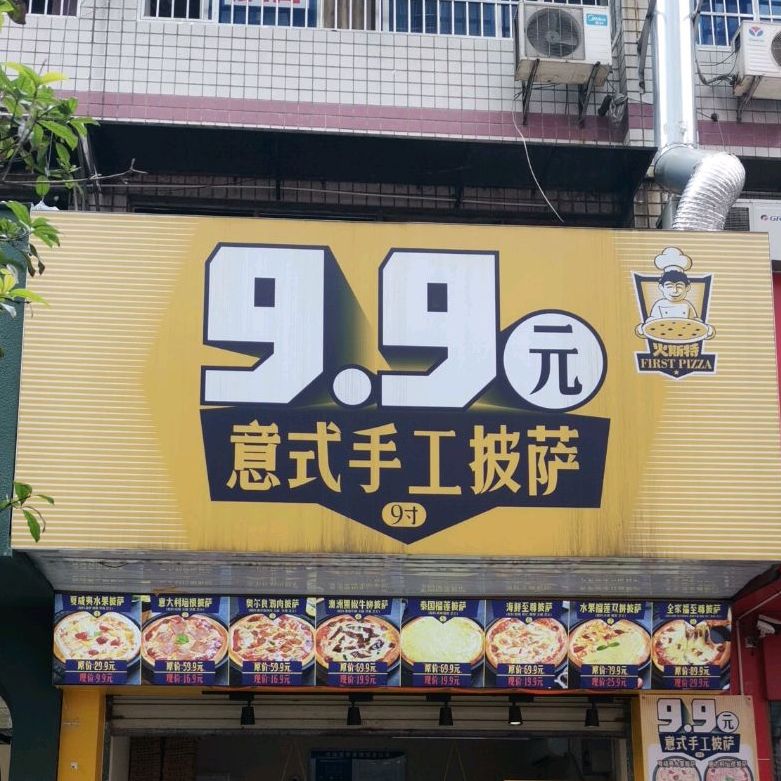 Midea
9.9元
意式手工披萨
9寸
火斯特
FIRST PIZZA
夏威夷水果披萨
原价:29.9元
现价:9.9元
意大利培根披萨
原价:59.9元
现价:16.9元
奥尔良鸡肉披萨
原价:59.9元
现价:16.9元
澳洲黑椒牛柳披萨
原价:69.9元
现价:19.9元
泰国榴莲披萨
原价:69.9元
现价:19.9元
海鲜至尊披萨
原价:69.9元
现价:19.9元
水果榴莲双拼披萨
原价:79.9元
现价:25.9元
全家福至尊披萨
原价:89.9元
现价:29.9元
9.9元
意式手工披萨